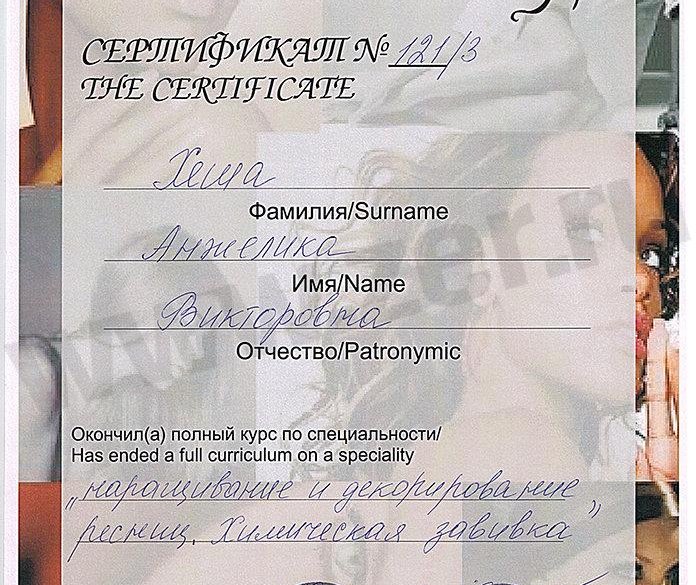 СЕРТИФИКАТ № 121/3
THE CERTIFICATE
Хеща
Фамилия/Surname
Анжелика
Имя/Name
Викторовна
Отчество/Patronymic
Окончил(а) полный курс по специальности/
Has ended a full curriculum on a speciality
„наращивание и декорирование
ресниц. Химическая завивка"